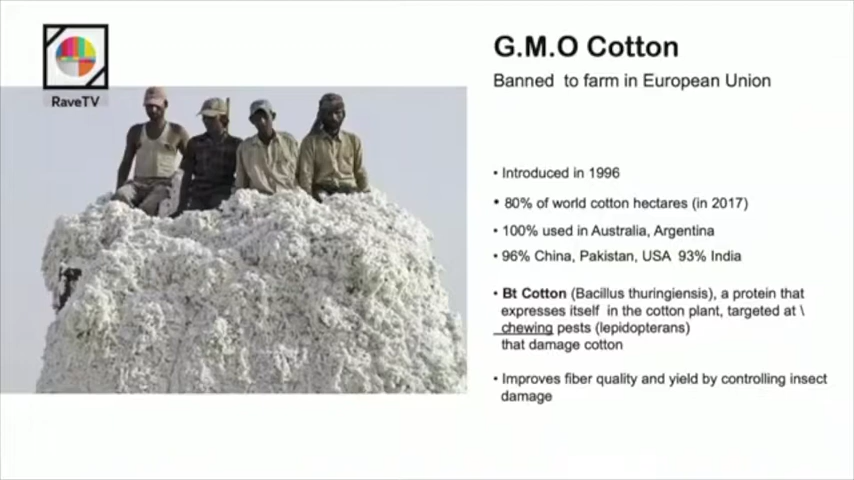 RaveTV
G.M.O Cotton
Banned to farm in European Union
• Introduced in 1996
• 80% of world cotton hectares (in 2017)
• 100% used in Australia, Argentina
• 96% China, Pakistan, USA 93% India
• Bt Cotton (Bacillus thuringiensis), a protein that
expresses itself in the cotton plant, targeted at \
chewing pests (lepidopterans)
that damage cotton
• Improves fiber quality and yield by controlling insect
damage